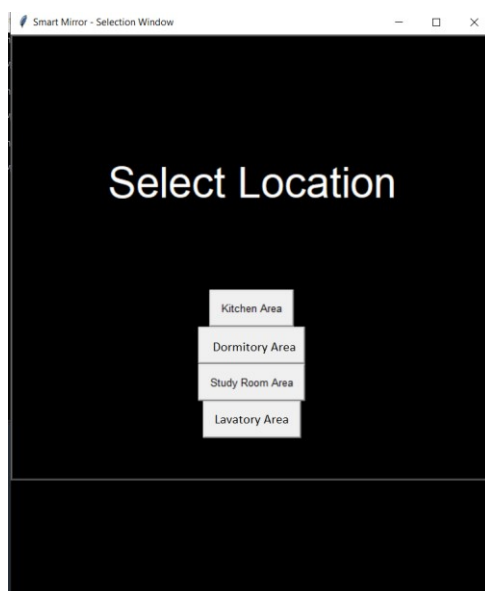 Smart Mirror - Selection Window
Select Location
Kitchen Area
Dormitory Area
Study Room Area
Lavatory Area